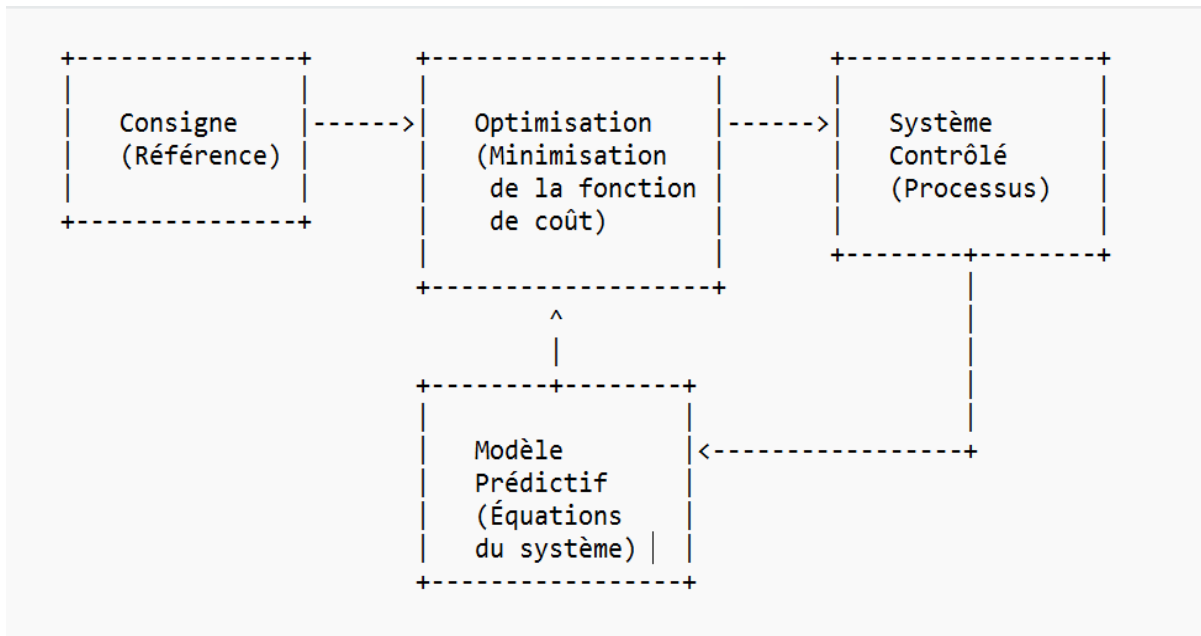 Consigne
(Référence)
Optimisation
(Minimisation
de la fonction
de coût)
Système
Contrôlé
(Processus)
Modèle
Prédictif
(Équations
du système)